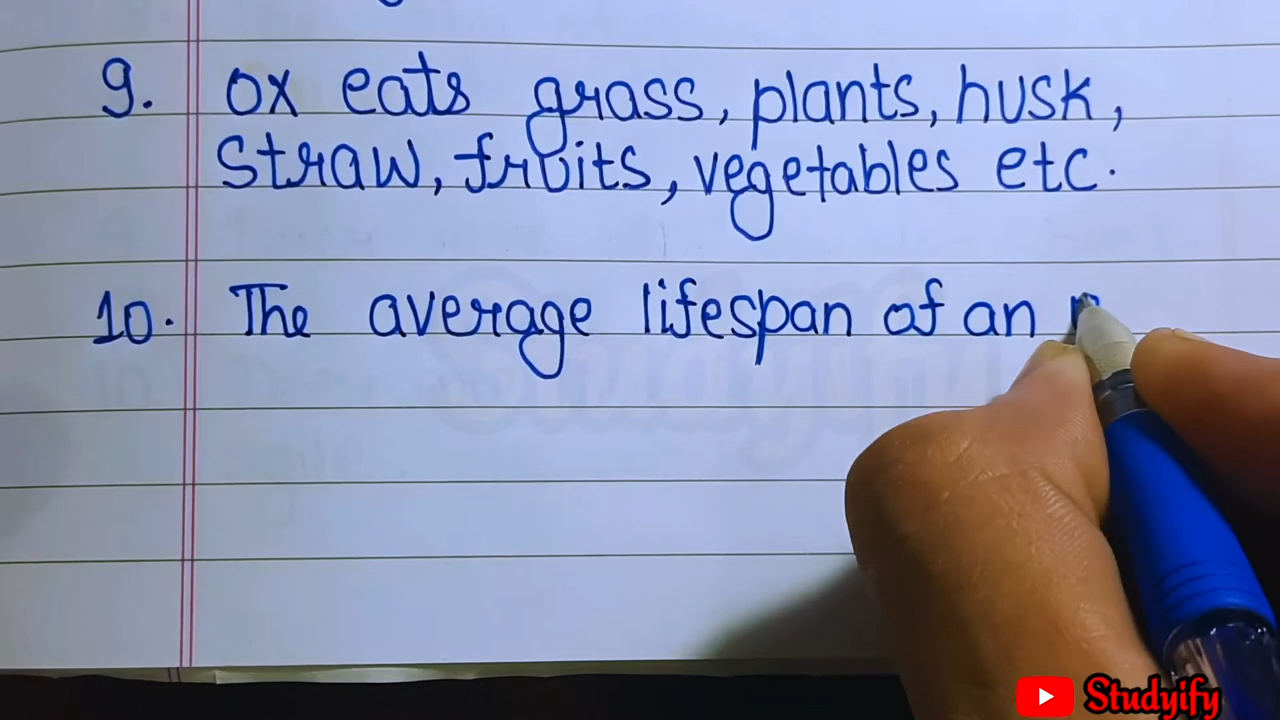 9. Ox eats grass, plants, husk,
straw, fruits, vegetables etc.
10. The average lifespan of an
Studyify